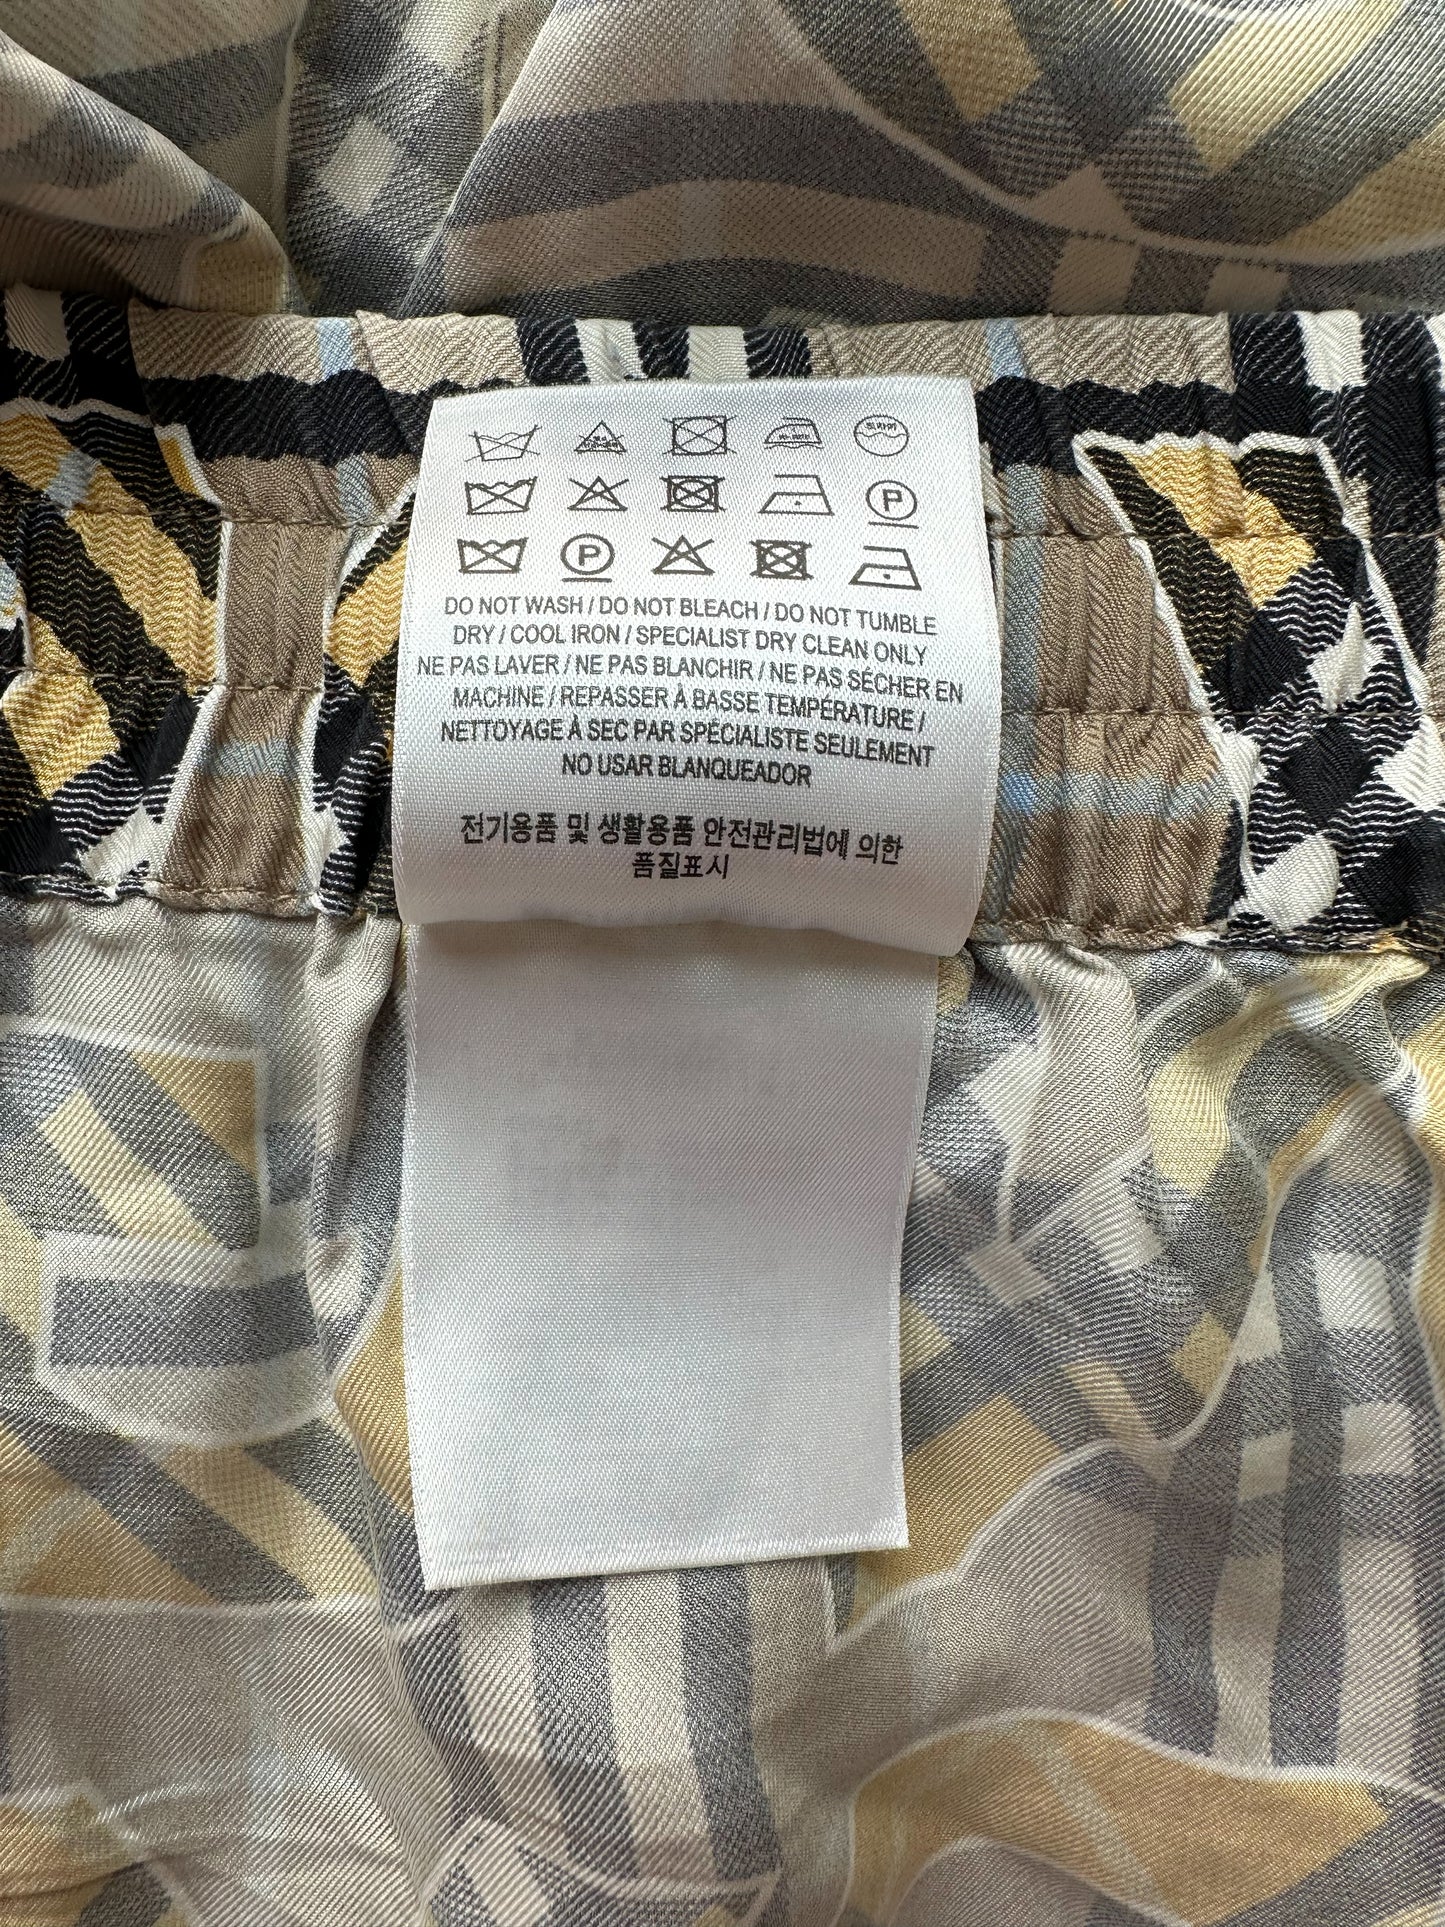 P
P
DO NOT WASH / DO NOT BLEACH / DO NOT TUMBLE
DRY / COOL IRON / SPECIALIST DRY CLEAN ONLY
NE PAS LAVER / NE PAS BLANCHIR / NE PAS SÉCHER EN
MACHINE / REPASSER À BASSE TEMPÉRATURE /
NETTOYAGE À SEC PAR SPÉCIALISTE SEULEMENT
NO USAR BLANQUEADOR
전기용품 및 생활용품 안전관리법에 의한
품질표시